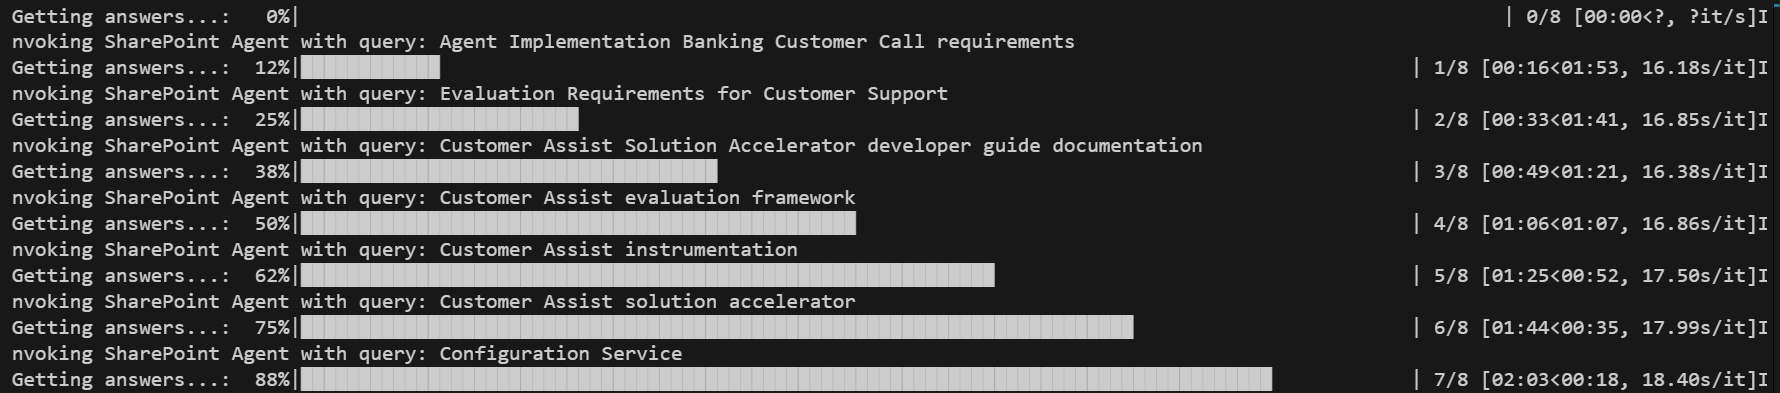 Getting answers...:   0%|          | 0/8 [00:00<?, ?it/s]I
nvoking SharePoint Agent with query: Agent Implementation Banking Customer Call requirements
Getting answers...:  12%|████████████          | 1/8 [00:16<01:53, 16.18s/it]I
nvoking SharePoint Agent with query: Evaluation Requirements for Customer Support
Getting answers...:  25%|████████████████████████          | 2/8 [00:33<01:41, 16.85s/it]I
nvoking SharePoint Agent with query: Customer Assist Solution Accelerator developer guide documentation
Getting answers...:  38%|████████████████████████████████████          | 3/8 [00:49<01:21, 16.38s/it]I
nvoking SharePoint Agent with query: Customer Assist evaluation framework
Getting answers...:  50%|████████████████████████████████████████████████          | 4/8 [01:06<01:07, 16.86s/it]I
nvoking SharePoint Agent with query: Customer Assist instrumentation
Getting answers...:  62%|████████████████████████████████████████████████████████████          | 5/8 [01:25<00:52, 17.50s/it]I
nvoking SharePoint Agent with query: Customer Assist solution accelerator
Getting answers...:  75%|████████████████████████████████████████████████████████████████████████          | 6/8 [01:44<00:35, 17.99s/it]I
nvoking SharePoint Agent with query: Configuration Service
Getting answers...:  88%|████████████████████████████████████████████████████████████████████████████████████          | 7/8 [02:03<00:18, 18.40s/it]I